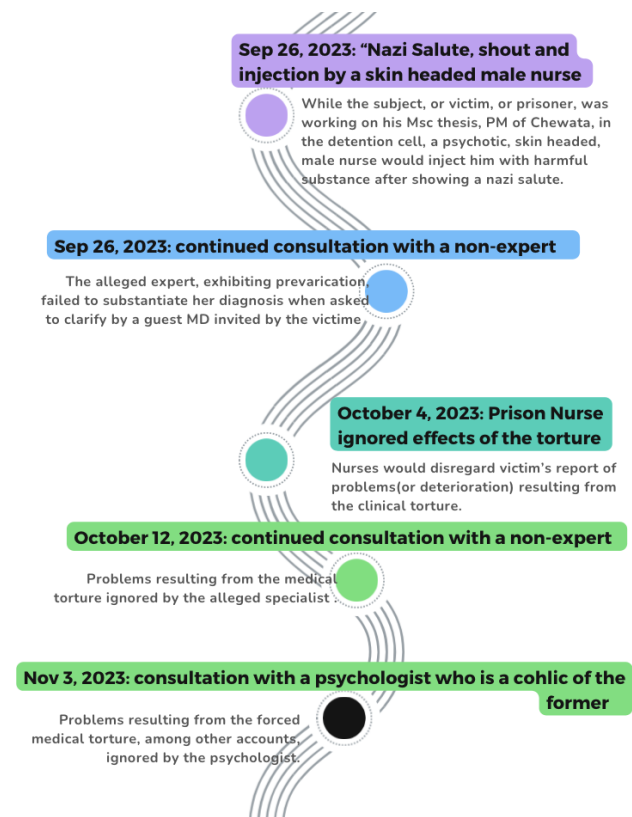 Sep 26, 2023: “Nazi Salute, shout and
injection by a skin headed male nurse
While the subject, or victim, or prisoner, was
working on his Msc thesis, PM of Chewata, in
the detention cell, a psychotic, skin headed,
male nurse would inject him with harmful
substance after showing a nazi salute.
Sep 26, 2023: continued consultation with a non-expert
The alleged expert, exhibiting prevarication,
failed to substantiate her diagnosis when asked
to clarify by a guest MD invited by the victime
October 4, 2023: Prison Nurse
ignored effects of the torture
Nurses would disregard victim’s report of
problems(or deterioration) resulting from
the clinical torture.
October 12, 2023: continued consultation with a non-expert
Problems resulting from the medical
torture ignored by the alleged specialist .
Nov 3, 2023: consultation with a psychologist who is a cohlic of the
former
Problems resulting from the forced
medical torture, among other accounts,
ignored by the psychologist.